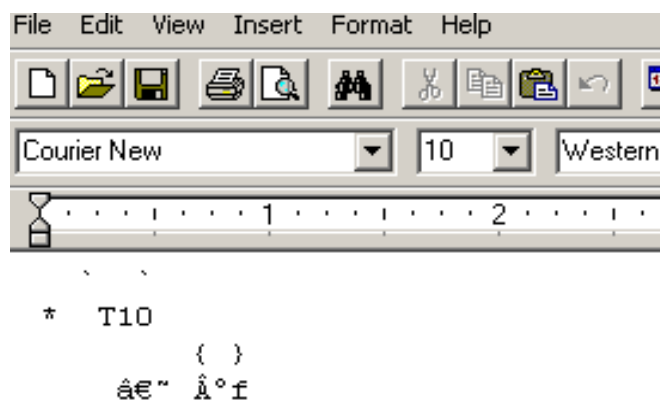 File Edit View Insert Format Help
Courier New 10 Western
1 2
` `
* T10
{ }
â€˜ Â°f